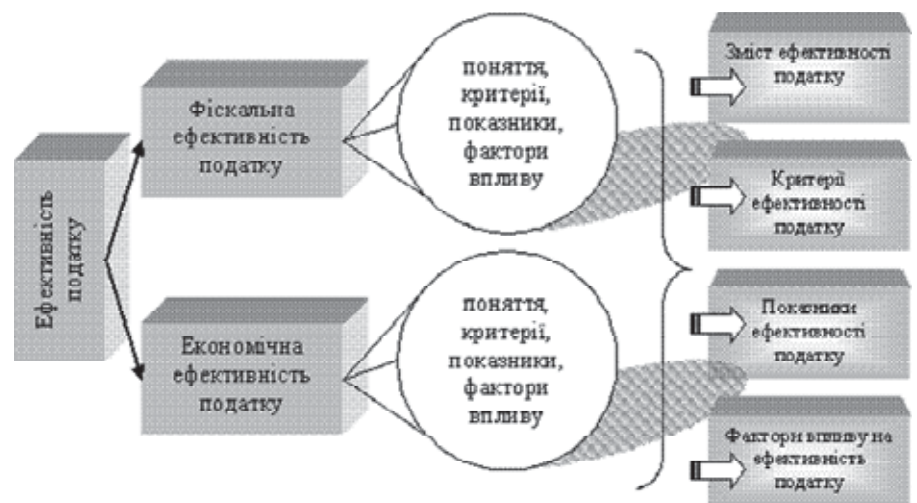 Ефективність
податку
Фіскальна
ефективність
податку
поняття,
критерії,
показники,
фактори
впливу
Економічна
ефективність
податку
поняття,
критерії,
показники,
фактори
впливу
Зміст ефективності
податку
Критерії
ефективності
податку
Показники
ефективності
податку
Фактори впливу на
ефективність
податку